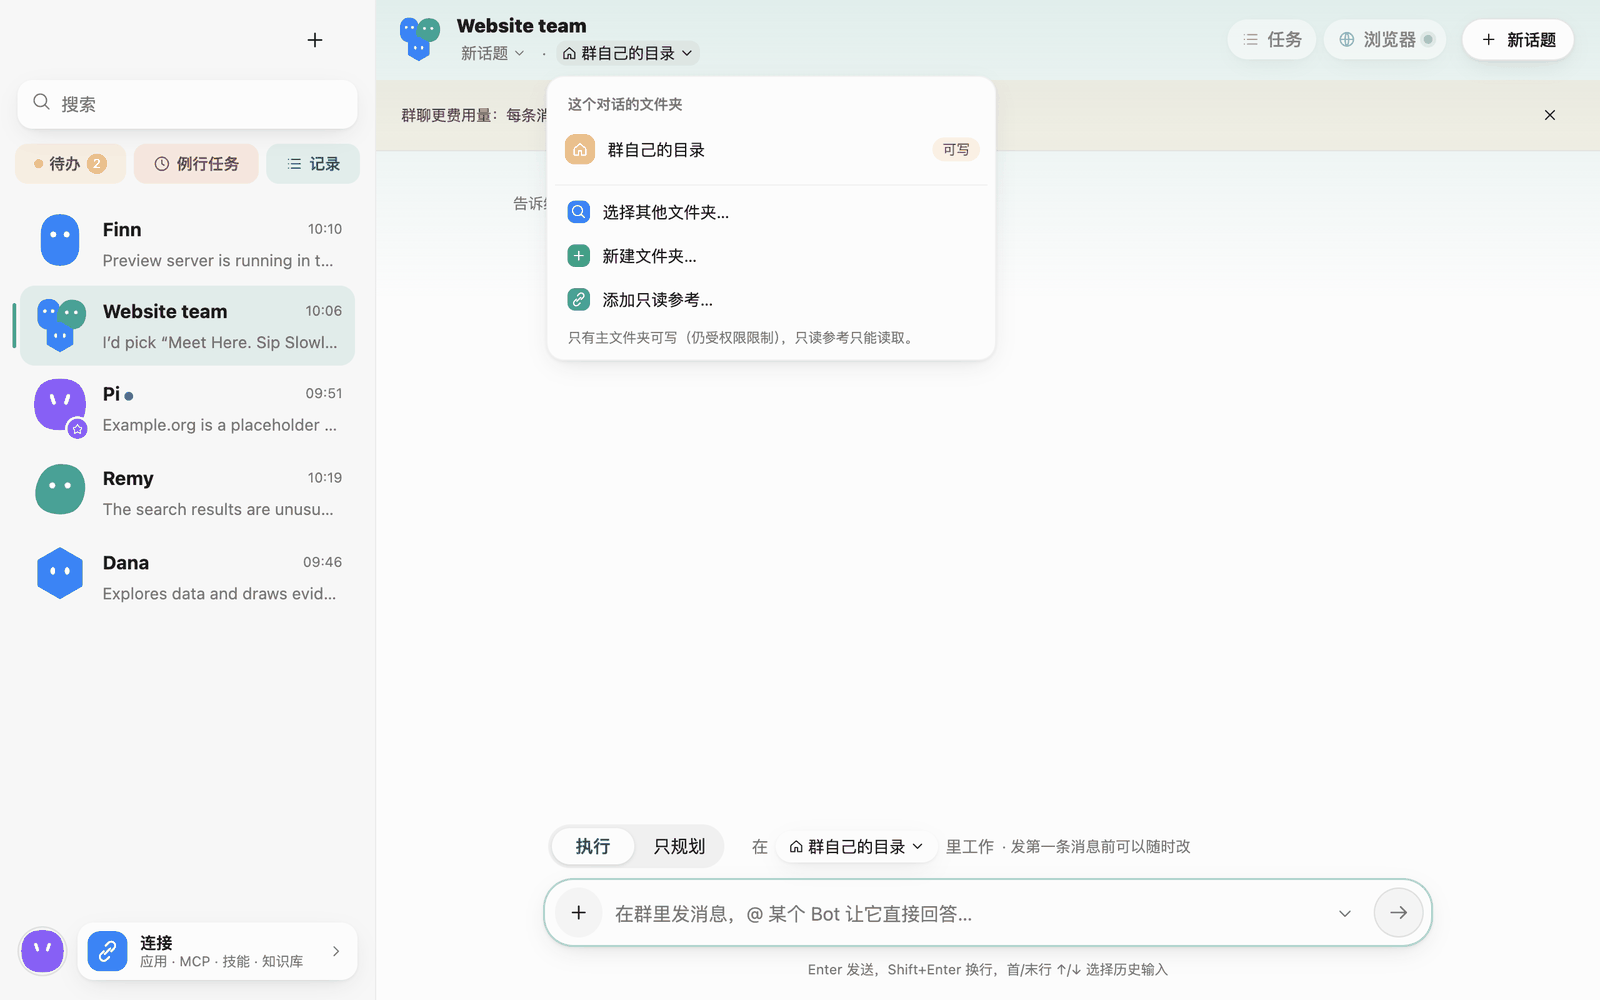 搜索
待办 2
例行任务
记录
Finn 10:10
Preview server is running in t...
Website team 10:06
I'd pick “Meet Here. Sip Slowl...
Pi 09:51
Example.org is a placeholder ...
Remy 10:19
The search results are unusu...
Dana 09:46
Explores data and draws evid...
连接
应用 · MCP · 技能 · 知识库
Website team
新话题 · 群自己的目录
任务
浏览器
新话题
群聊更费用量：每条
告诉
这个对话的文件夹
群自己的目录 可写
选择其他文件夹...
新建文件夹...
添加只读参考...
只有主文件夹可写（仍受权限限制），只读参考只能读取。
执行 只规划 在 群自己的目录 里工作 · 发第一条消息前可以随时改
在群里发消息，@ 某个 Bot 让它直接回答...
Enter 发送，Shift+Enter 换行，首/末行 ↑/↓ 选择历史输入